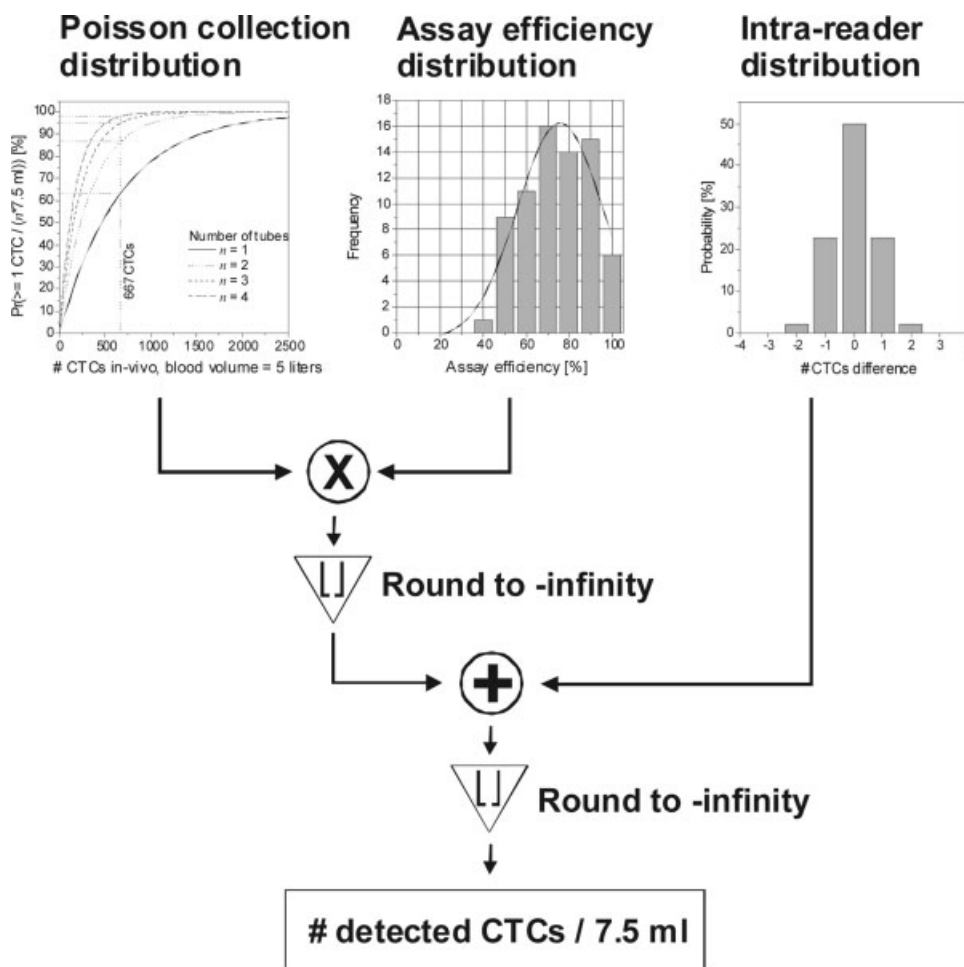 Poisson collection
distribution
Assay efficiency
distribution
Intra-reader
distribution
Pr(>= 1 CTC / (n*7.5 ml)) [%]
100
90
80
70
60
50
40
30
20
10
0
Number of tubes
n = 1
n = 2
n = 3
n = 4
667 CTCs
0 500 1000 1500 2000 2500
# CTCs in-vivo, blood volume = 5 liters
Frequency
18
16
14
12
10
8
6
4
2
0
0 20 40 60 80 100
Assay efficiency [%]
Probability [%]
50
40
30
20
10
0
-4 -3 -2 -1 0 1 2 3
#CTCs difference
X
⌊⌋
Round to -infinity
+
⌊⌋
Round to -infinity
# detected CTCs / 7.5 ml